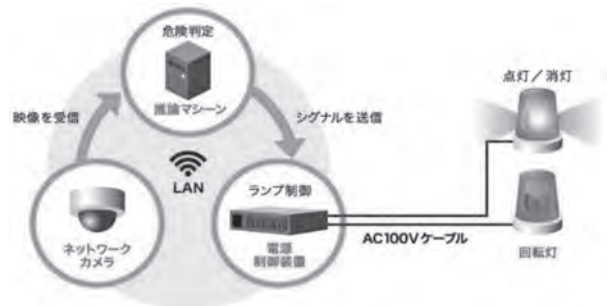 危険判定
推論マシーン
映像を受信
シグナルを送信
LAN
ネットワーク
カメラ
ランプ制御
電源
制御装置
AC100Vケーブル
点灯／消灯
回転灯